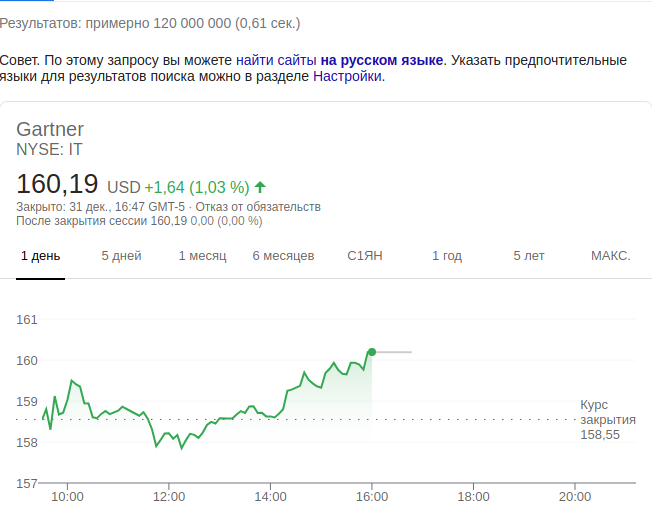 Результатов: примерно 120 000 000 (0,61 сек.)
Совет. По этому запросу вы можете найти сайты на русском языке. Указать предпочтительные
языки для результатов поиска можно в разделе Настройки.
Gartner
NYSE: IT
160,19 USD +1,64 (1,03 %)
Закрыто: 31 дек., 16:47 GMT-5 · Отказ от обязательств
После закрытия сессии 160,19 0,00 (0,00 %)
1 день 5 дней 1 месяц 6 месяцев С1ЯН 1 год 5 лет МАКС.
161
160
159
158
157
Курс
закрытия
158,55
10:00 12:00 14:00 16:00 18:00 20:00